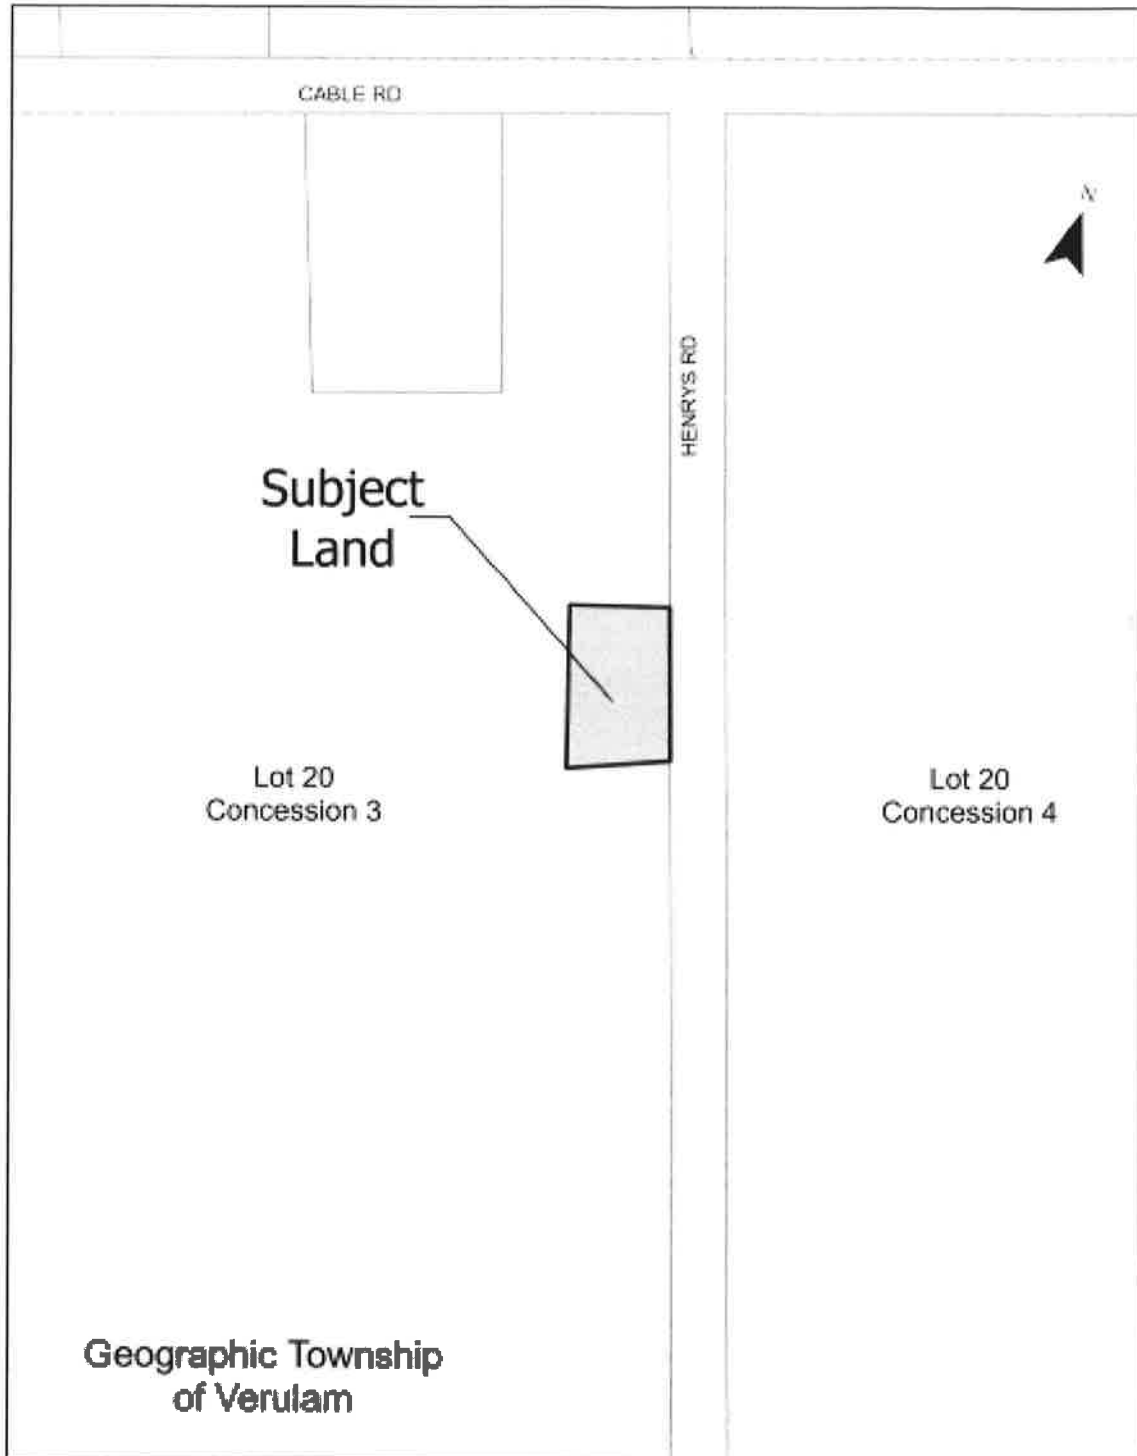 CABLE RD
N
HENRYS RD
Subject
Land
Lot 20
Concession 3
Lot 20
Concession 4
Geographic Township
of Verulam